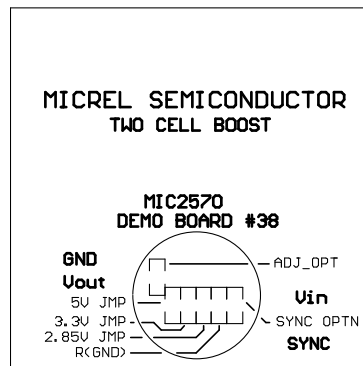 MICREL SEMICONDUCTOR
TWO CELL BOOST
MIC2570
DEMO BOARD #38
GND
ADJ_OPT
Vout
5V JMP
Vin
3.3V JMP
SYNC OPTN
2.85V JMP
SYNC
R(GND)